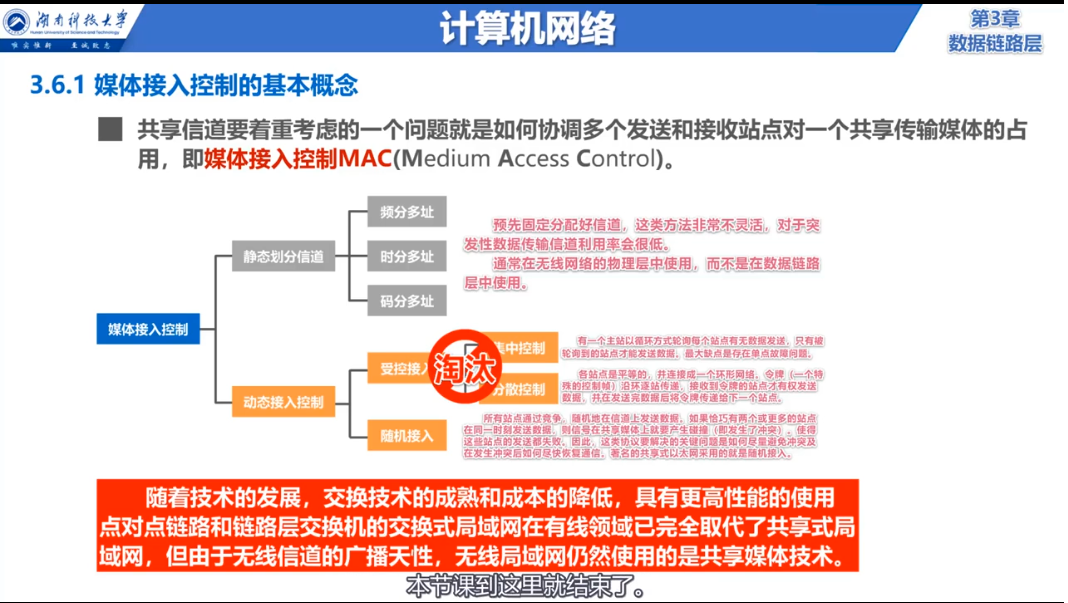 湖南科技大学
Hunan University of Science and Technology
唯实惟新 至诚致志
计算机网络
第3章
数据链路层
3.6.1 媒体接入控制的基本概念
共享信道要着重考虑的一个问题就是如何协调多个发送和接收站点对一个共享传输媒体的占
用，即媒体接入控制MAC(Medium Access Control)。
频分多址
静态划分信道
时分多址
码分多址
预先固定分配好信道，这类方法非常不灵活，对于突
发性数据传输信道利用率会很低。
通常在无线网络的物理层中使用，而不是在数据链路
层中使用。
媒体接入控制
动态接入控制
受控接入
淘汰
集中控制
有一个主站以循环方式轮询每个站点有无数据发送，只有被
轮询到的站点才能发送数据。最大缺点是存在单点故障问题。
分散控制
各站点是平等的，并连接成一个环形网络。令牌（一个特
殊的控制帧）沿环逐站传递，接收到令牌的站点才有权发送
数据，并在发送完数据后将令牌传递给下一个站点。
随机接入
所有站点通过竞争，随机地在信道上发送数据。如果恰巧有两个或更多的站点
在同一时刻发送数据，则信号在共享媒体上就要产生碰撞（即发生了冲突），使得
这些站点的发送都失败。因此，这类协议要解决的关键问题是如何尽量避免冲突及
在发生冲突后如何尽快恢复通信。著名的共享式以太网采用的就是随机接入。
随着技术的发展，交换技术的成熟和成本的降低，具有更高性能的使用
点对点链路和链路层交换机的交换式局域网在有线领域已完全取代了共享式局
域网，但由于无线信道的广播天性，无线局域网仍然使用的是共享媒体技术。
本节课到这里就结束了。